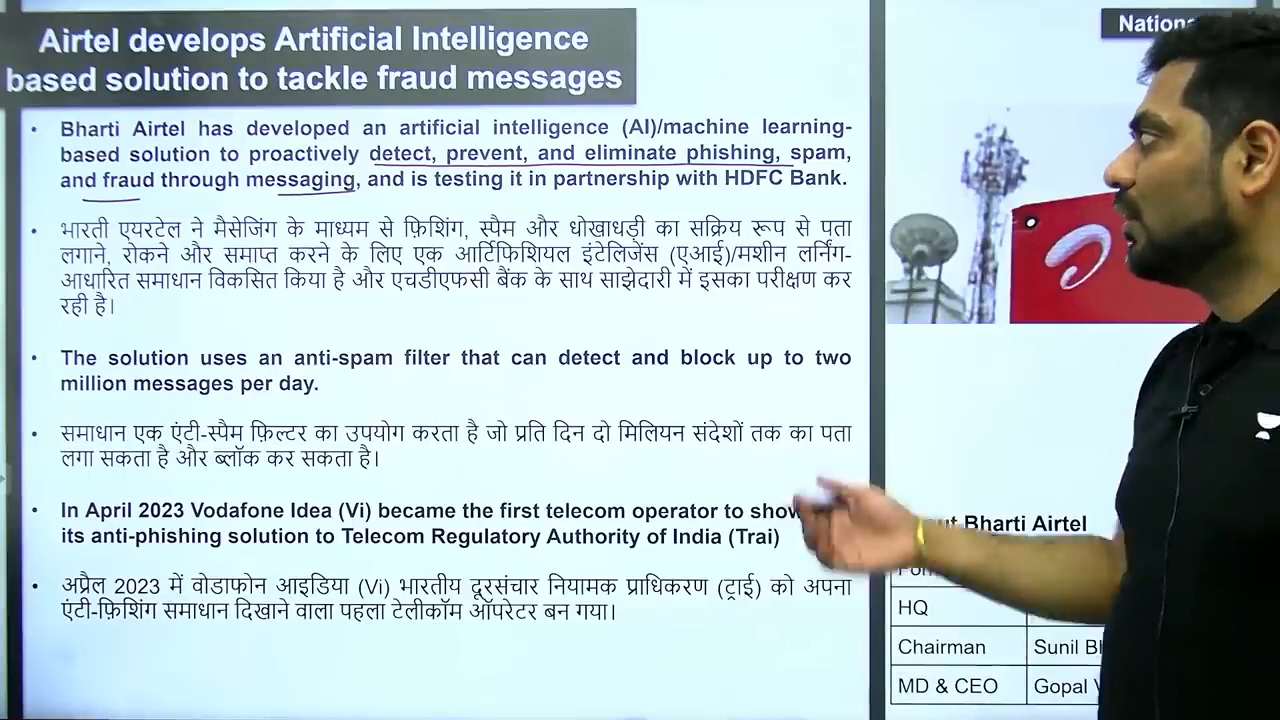 Airtel develops Artificial Intelligence
based solution to tackle fraud messages
• Bharti Airtel has developed an artificial intelligence (AI)/machine learning-
based solution to proactively detect, prevent, and eliminate phishing, spam,
and fraud through messaging, and is testing it in partnership with HDFC Bank.
• भारती एयरटेल ने मैसेजिंग के माध्यम से फ़िशिंग, स्पैम और धोखाधड़ी का सक्रिय रूप से पता
लगाने, रोकने और समाप्त करने के लिए एक आर्टिफिशियल इंटेलिजेंस (एआई)/मशीन लर्निंग-
आधारित समाधान विकसित किया है और एचडीएफसी बैंक के साथ साझेदारी में इसका परीक्षण कर
रही है।
• The solution uses an anti-spam filter that can detect and block up to two
million messages per day.
• समाधान एक एंटी-स्पैम फ़िल्टर का उपयोग करता है जो प्रति दिन दो मिलियन संदेशों तक का पता
लगा सकता है और ब्लॉक कर सकता है।
• In April 2023 Vodafone Idea (Vi) became the first telecom operator to show
its anti-phishing solution to Telecom Regulatory Authority of India (Trai)
• अप्रैल 2023 में वोडाफोन आइडिया (Vi) भारतीय दूरसंचार नियामक प्राधिकरण (ट्राई) को अपना
एंटी-फ़िशिंग समाधान दिखाने वाला पहला टेलीकॉम ऑपरेटर बन गया।
Nationa
Bharti Airtel
HQ
Chairman Sunil
MD & CEO Gopal